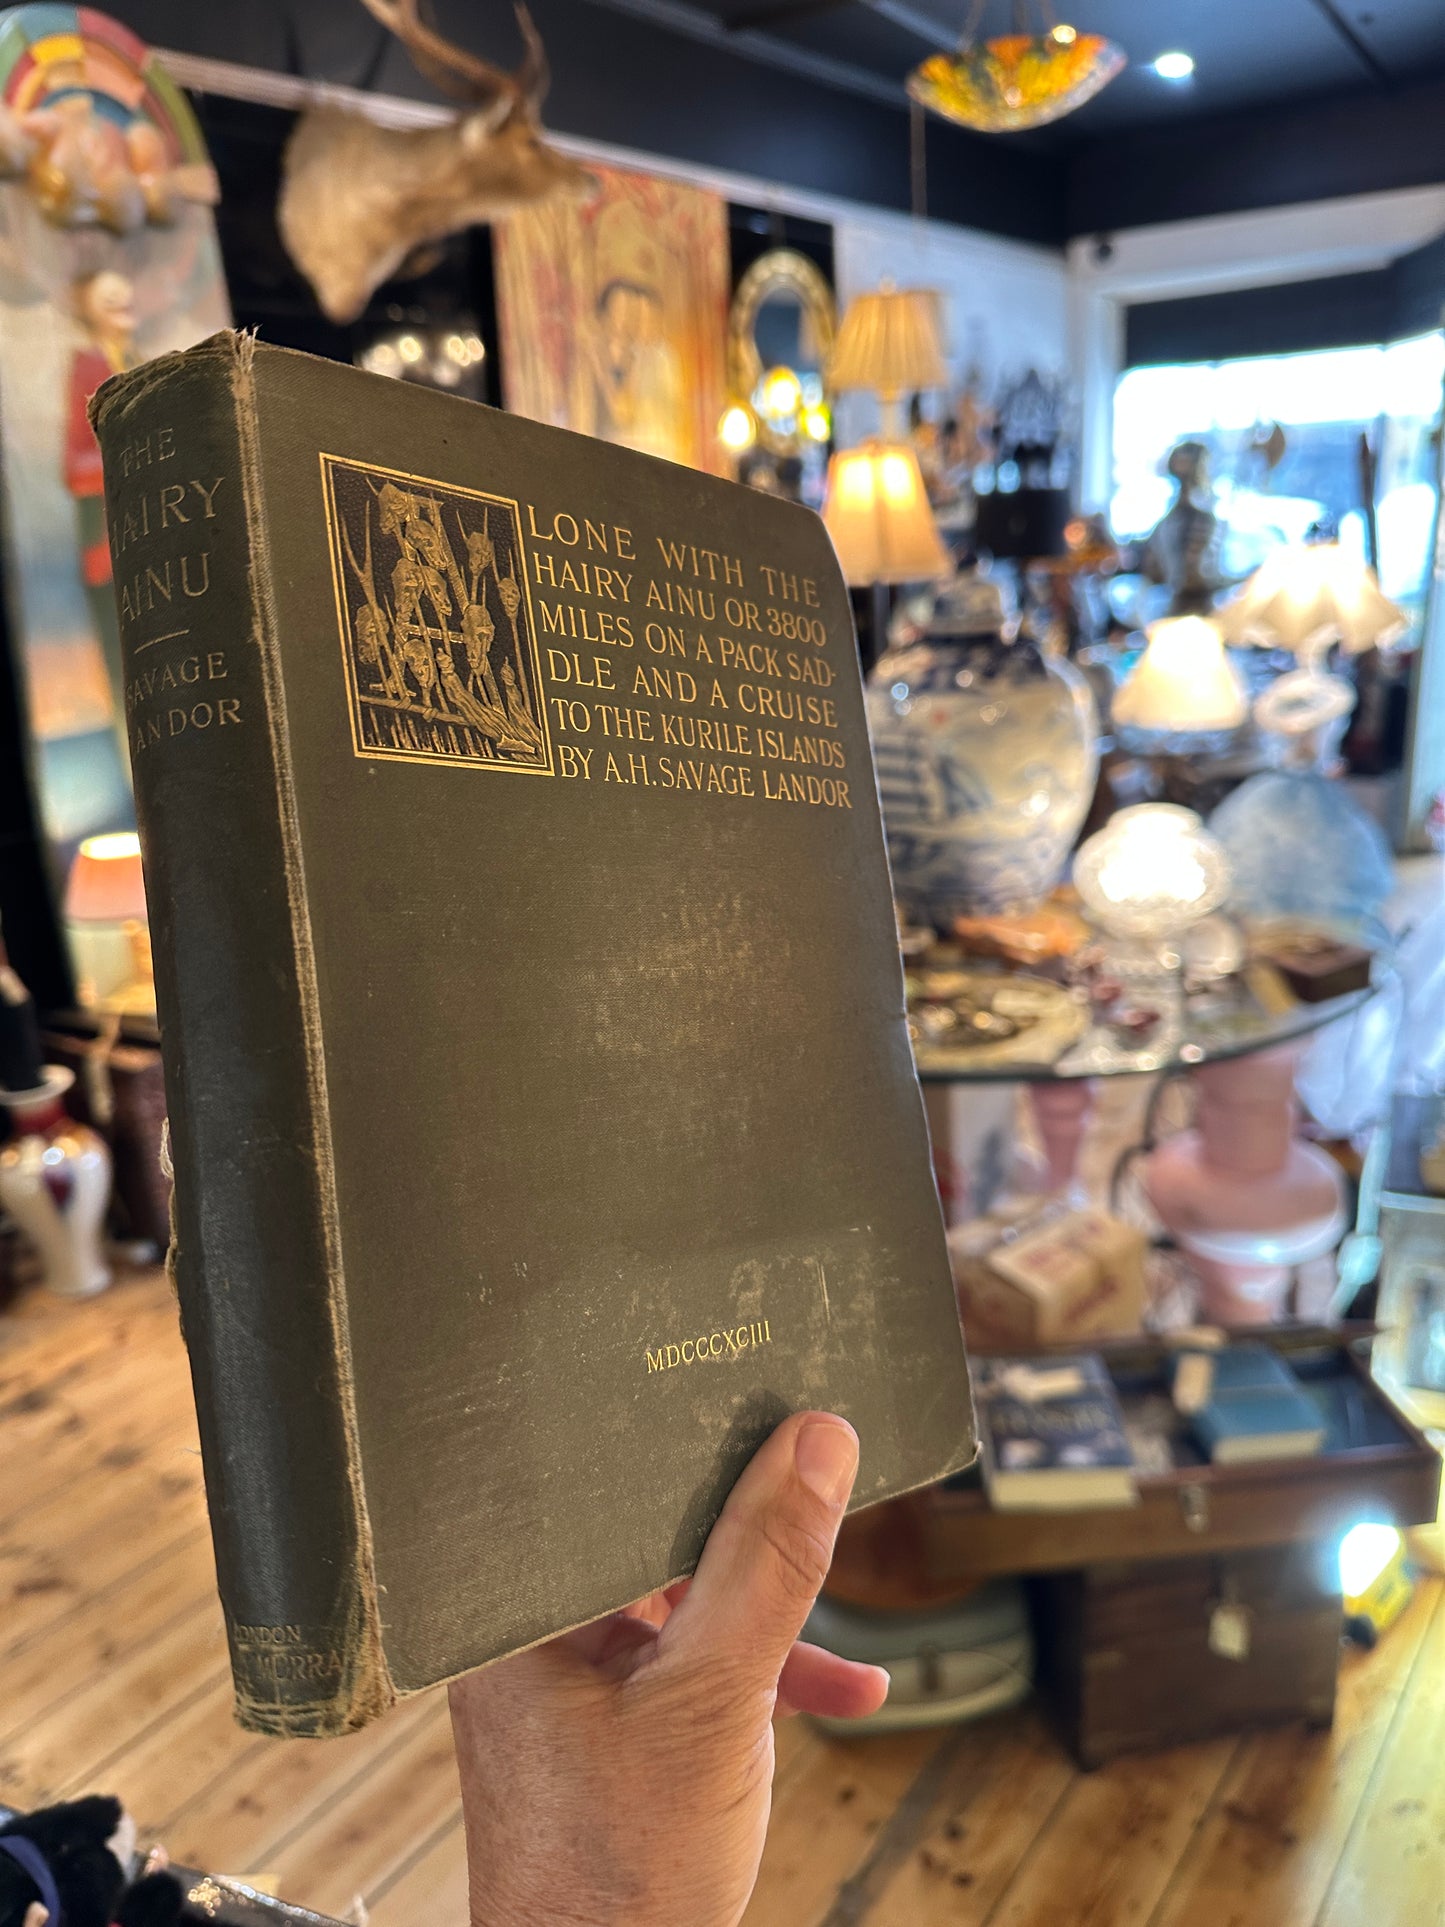 THE
HAIRY
AINU
SAVAGE
LANDOR
LONDON
MURRA
LONE WITH THE
HAIRY AINU OR 3800
MILES ON A PACK SAD-
DLE AND A CRUISE
TO THE KURILE ISLANDS
BY A.H. SAVAGE LANDOR
MDCCCXCIII